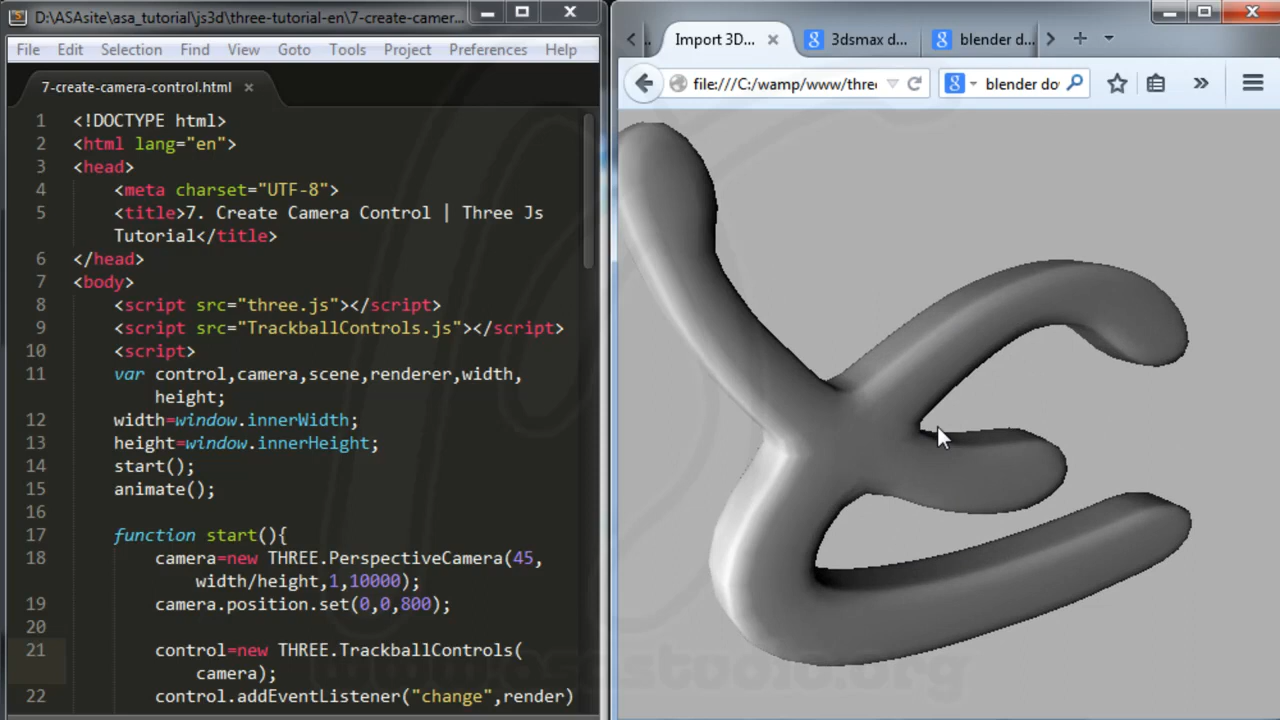 D:\ASAsite\asa_tutorial\js3d\three-tutorial-en\7-create-camer...
File Edit Selection Find View Goto Tools Project Preferences Help
7-create-camera-control.html ×
1 <!DOCTYPE html>
2 <html lang="en">
3 <head>
4 <meta charset="UTF-8">
5 <title>7. Create Camera Control | Three Js
Tutorial</title>
6 </head>
7 <body>
8 <script src="three.js"></script>
9 <script src="TrackballControls.js"></script>
10 <script>
11 var control,camera,scene,renderer,width,
height;
12 width=window.innerWidth;
13 height=window.innerHeight;
14 start();
15 animate();
16
17 function start(){
18 camera=new THREE.PerspectiveCamera(45,
width/height,1,10000);
19 camera.position.set(0,0,800);
20
21 control=new THREE.TrackballControls(
camera);
22 control.addEventListener("change",render)
.. Import 3D... × 3dsmax d... blender d...
file:///C:/wamp/www/three blender do
www.asastudio.org